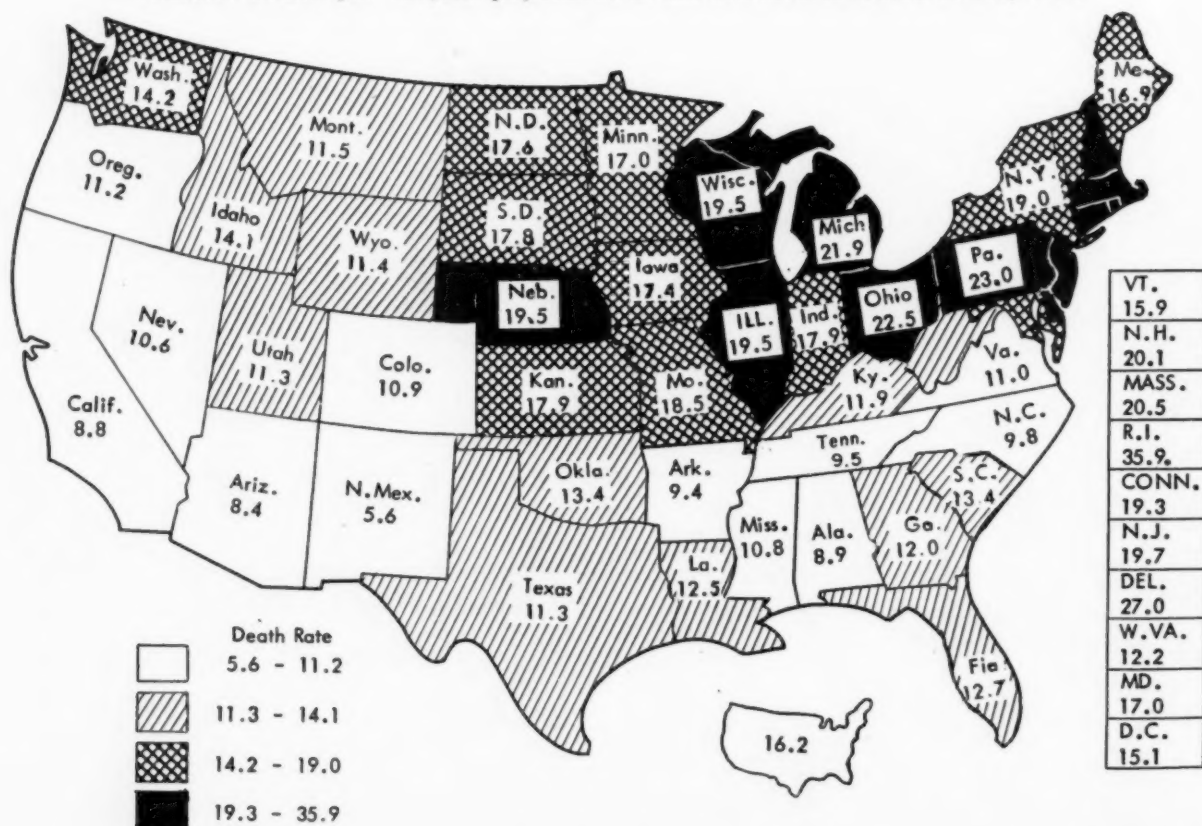 Wash.
14.2
Oreg.
11.2
Calif.
8.8
Nev.
10.6
Idaho
14.1
Mont.
11.5
Wyo.
11.4
Utah
11.3
Colo.
10.9
Ariz.
8.4
N.Mex.
5.6
N.D.
17.6
S.D.
17.8
Neb.
19.5
Kan.
17.9
Okla.
13.4
Texas
11.3
Minn.
17.0
Iowa
17.4
Mo.
18.5
Ark.
9.4
La.
12.5
Wisc.
19.5
ILL.
19.5
Mich
21.9
Ind.
17.9
Ohio
22.5
Ky.
11.9
Tenn.
9.5
Miss.
10.8
Ala.
8.9
Ga.
12.0
Fla
12.7
S.C.
13.4
N.C.
9.8
Va.
11.0
Pa.
23.0
N.Y.
19.0
Me
16.9
VT.
15.9
N.H.
20.1
MASS.
20.5
R.I.
35.9.
CONN.
19.3
N.J.
19.7
DEL.
27.0
W.VA.
12.2
MD.
17.0
D.C.
15.1
Death Rate
5.6 - 11.2
11.3 - 14.1
14.2 - 19.0
19.3 - 35.9
16.2